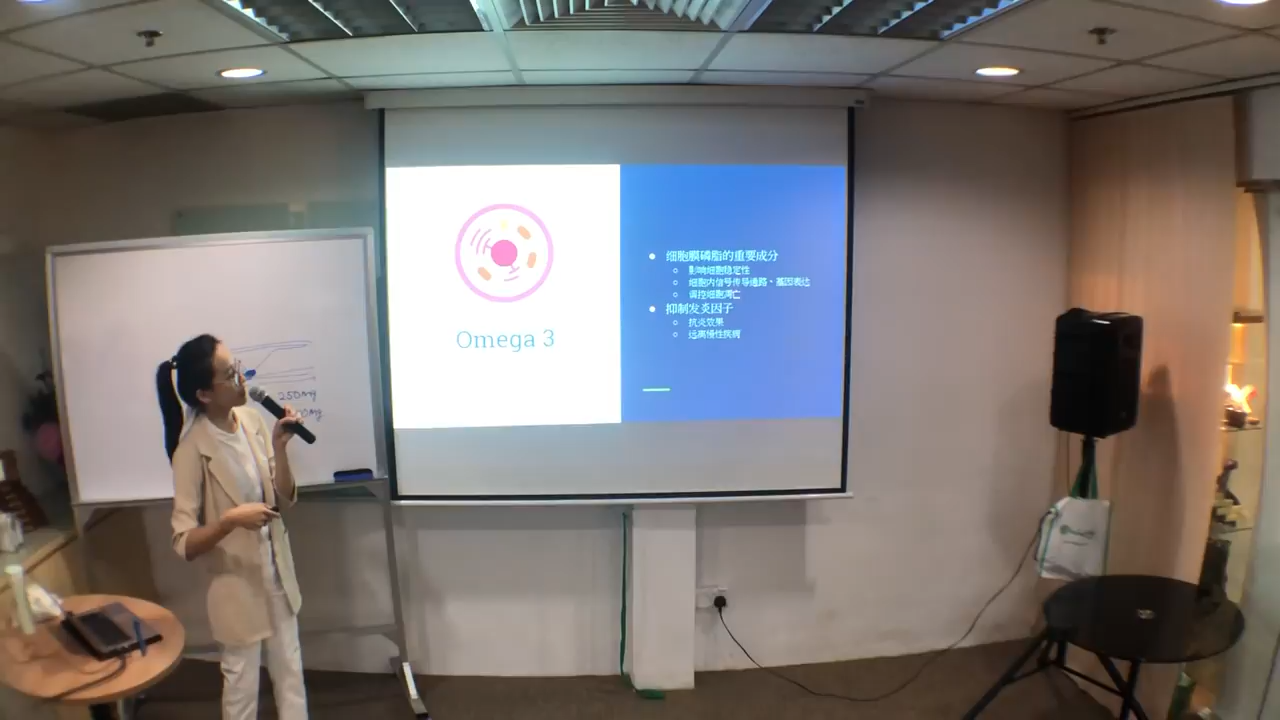 Omega 3
细胞膜磷脂的重要成分
影响细胞稳定性
细胞内信号传导通路、基因表达
调控细胞凋亡
抑制发炎因子
抗炎效果
远离慢性疾病
250mg